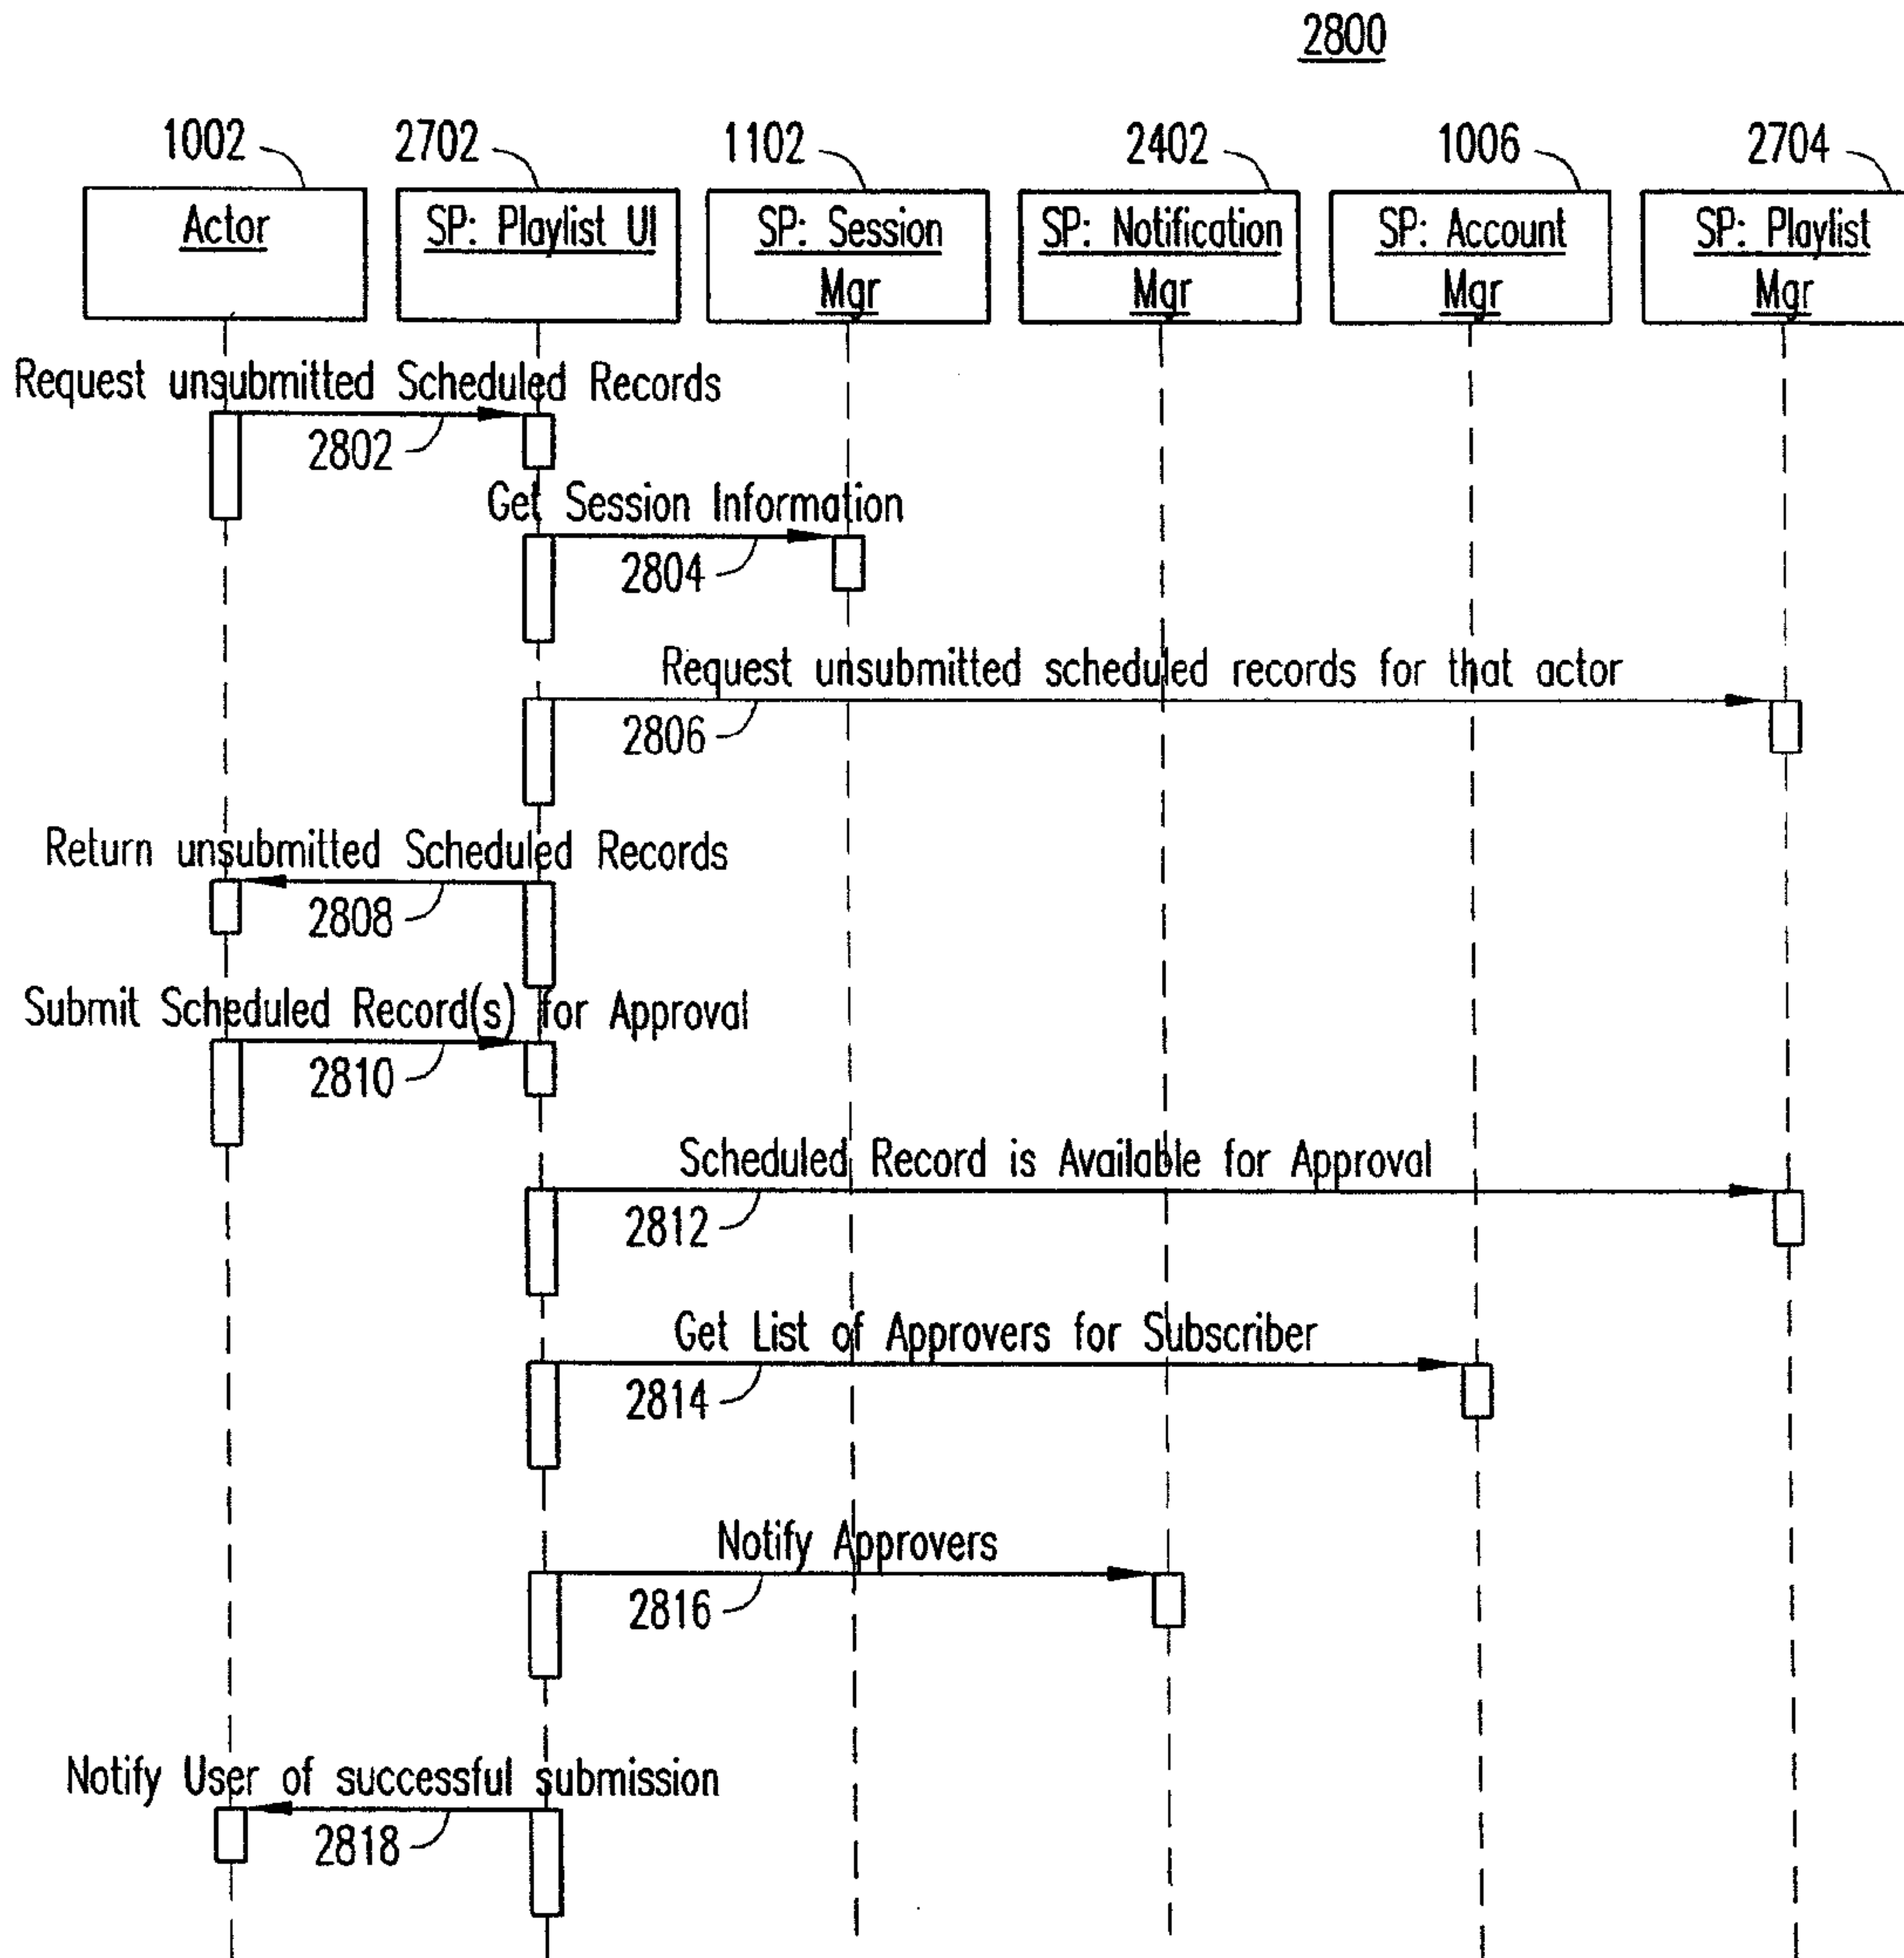 2800
1002
2702
1102
2402
1006
2704
Actor
SP: Playlist UI
SP: Session
Mgr
SP: Notification
Mgr
SP: Account
Mgr
SP: Playlist
Mgr
Request unsubmitted Scheduled Records
2802
Get Session Information
2804
Request unsubmitted scheduled records for that actor
2806
Return unsubmitted Scheduled Records
2808
Submit Scheduled Record(s) for Approval
2810
Scheduled Record is Available for Approval
2812
Get List of Approvers for Subscriber
2814
Notify Approvers
2816
Notify User of successful submission
2818